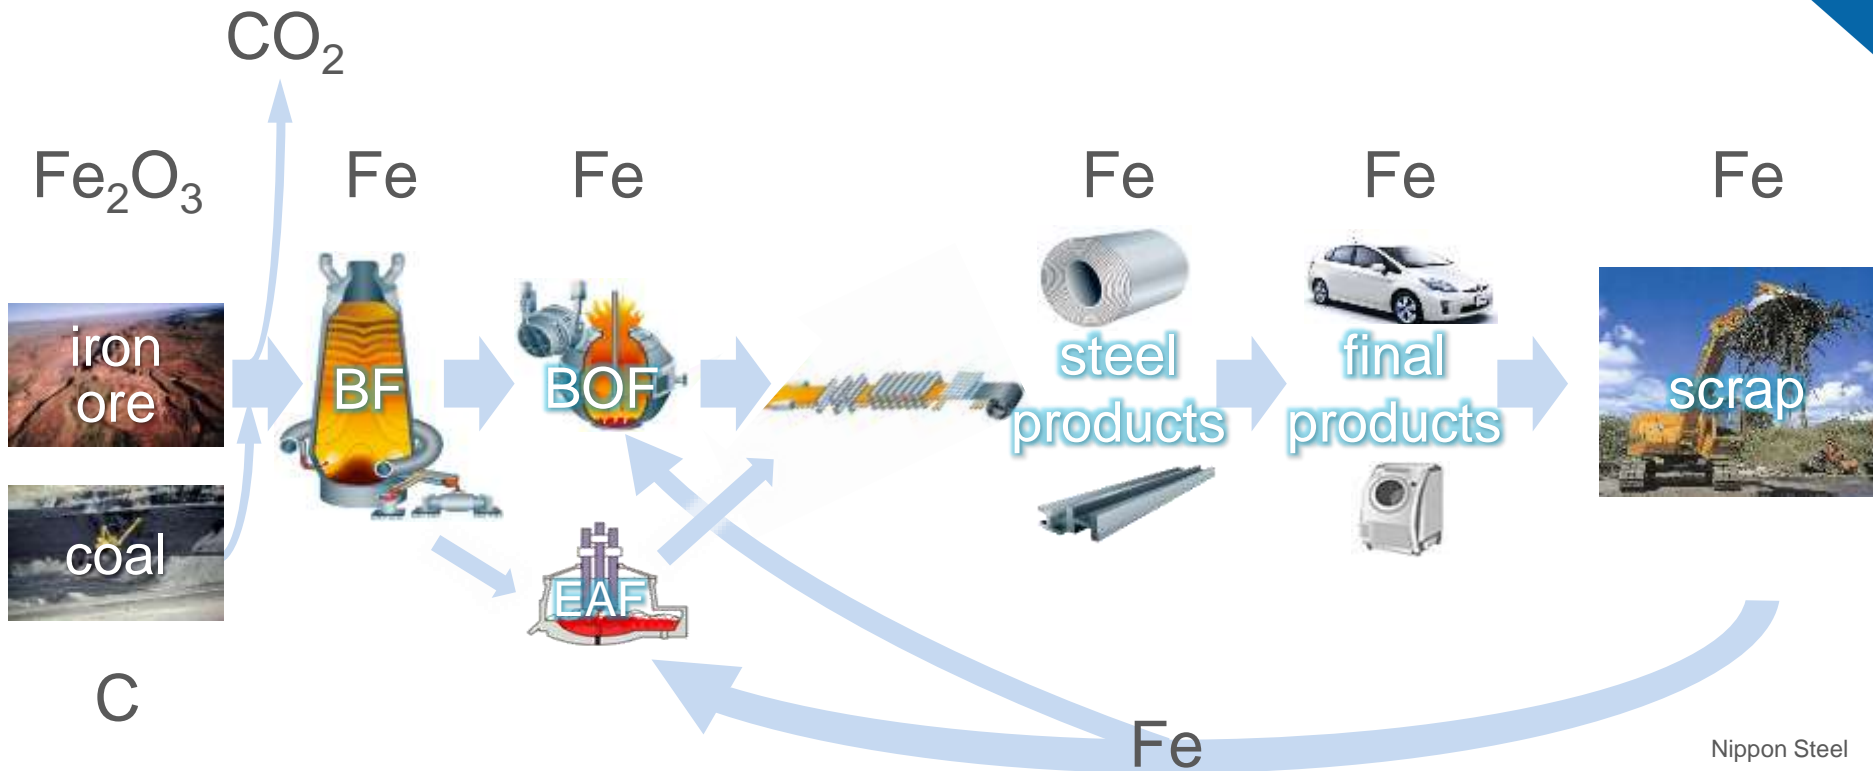 CO₂
Fe₂O₃
Fe
Fe
Fe
Fe
Fe
iron
ore
BF
BOF
steel
products
final
products
scrap
coal
EAF
C
Fe
Nippon Steel